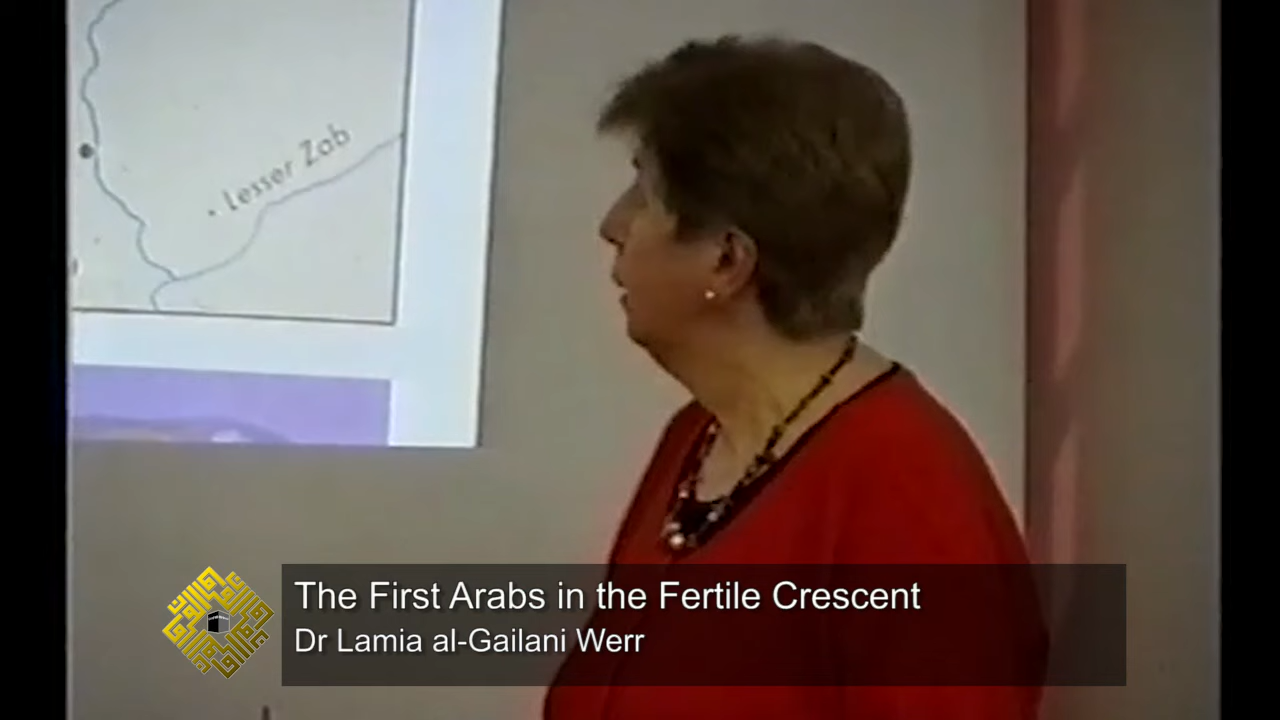 Lesser Zab
The First Arabs in the Fertile Crescent
Dr Lamia al-Gailani Werr